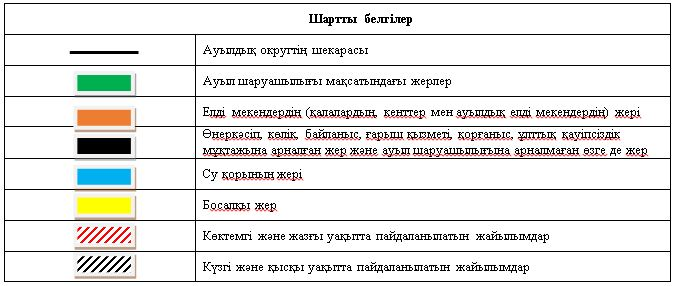 Шартты белгілер
Ауылдық округтің шекарасы
Ауыл шаруашылығы мақсатындағы жерлер
Елді мекендердің (қалалардың, кенттер мен ауылдық елді мекендердің) жері
Өнеркәсіп, көлік, байланыс, ғарыш қызметі, қорғаныс, ұлттық қауіпсіздік
мұқтажына арналған жер және ауыл шаруашылығына арналмаған өзге де жер
Су қорының жері
Босалқы жер
Көктемгі және жазғы уақытта пайдаланылатын жайылымдар
Күзгі және қысқы уақытта пайдаланылатын жайылымдар